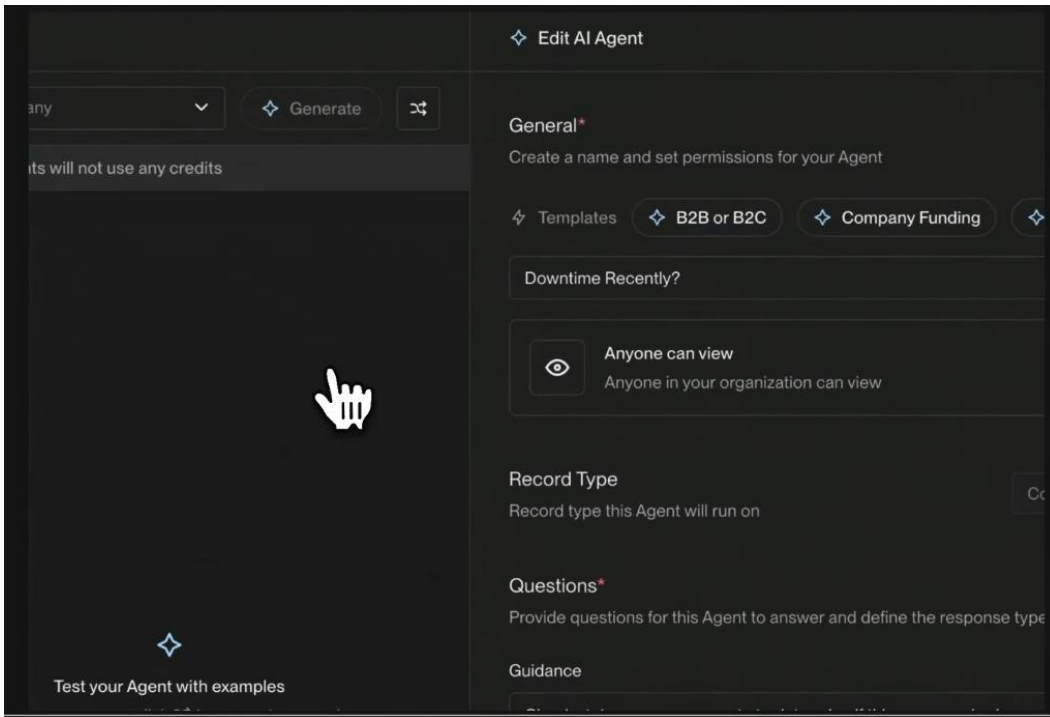 Edit AI Agent
any
Generate
General*
Create a name and set permissions for your Agent
nts will not use any credits
Templates
B2B or B2C
Company Funding
Downtime Recently?
Anyone can view
Anyone in your organization can view
Record Type
Record type this Agent will run on
Co
Questions*
Provide questions for this Agent to answer and define the response type
Guidance
Test your Agent with examples